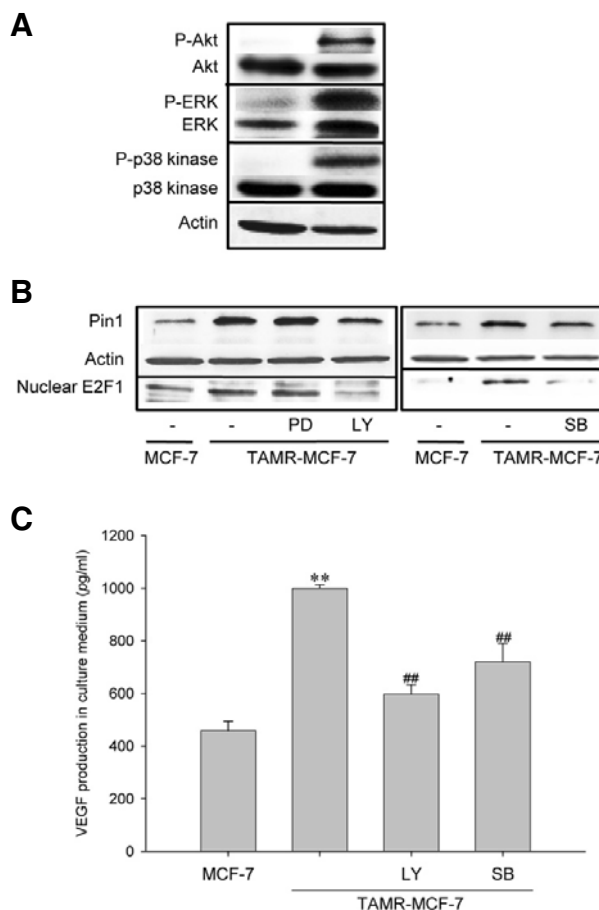 A
P-Akt
Akt
P-ERK
ERK
P-p38 kinase
p38 kinase
Actin
B
Pin1
Actin
Nuclear E2F1
- - PD LY - - SB
MCF-7 TAMR-MCF-7 MCF-7 TAMR-MCF-7
C
VEGF production in culture medium (pg/ml)
1200
1000
800
600
400
200
0
**
##
##
MCF-7 LY SB
TAMR-MCF-7